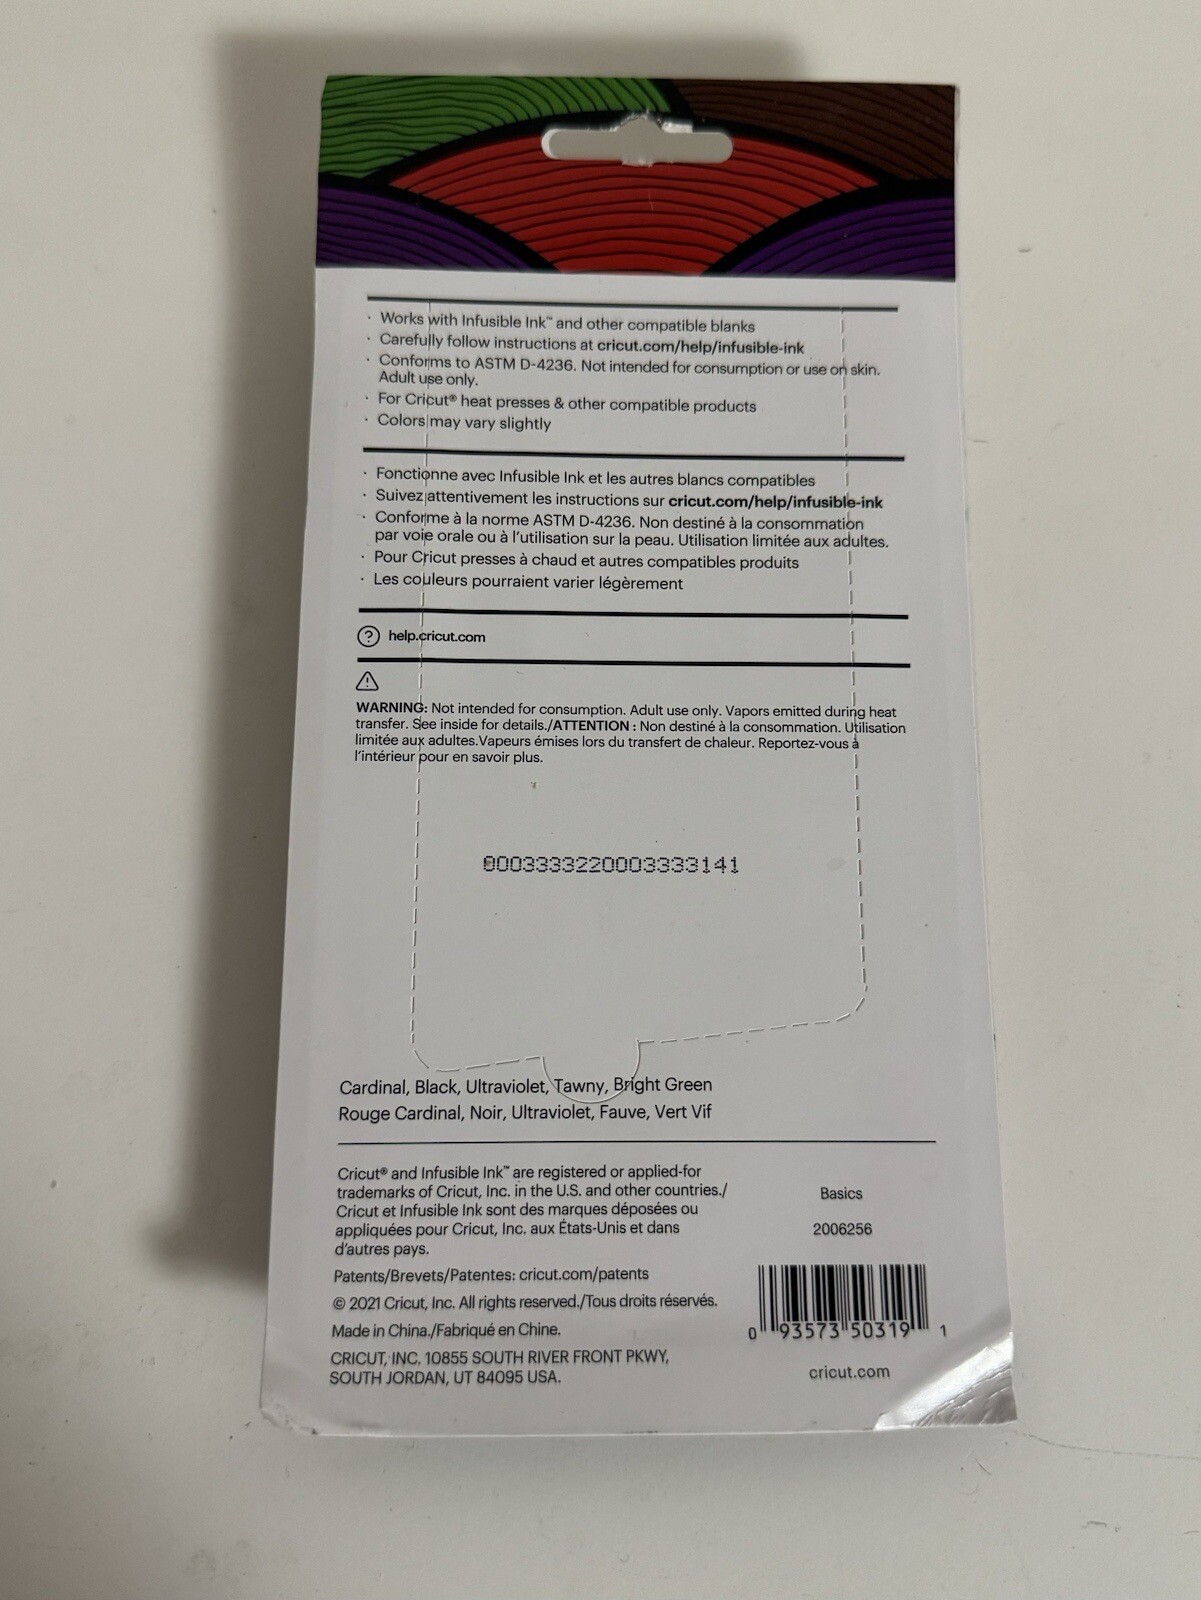 · Works with Infusible Ink™ and other compatible blanks
· Carefully follow instructions at cricut.com/help/infusible-ink
· Conforms to ASTM D-4236. Not intended for consumption or use on skin.
Adult use only.
· For Cricut® heat presses & other compatible products
· Colors may vary slightly
· Fonctionne avec Infusible Ink et les autres blancs compatibles
· Suivez attentivement les instructions sur cricut.com/help/infusible-ink
· Conforme à la norme ASTM D-4236. Non destiné à la consommation
par voie orale ou à l'utilisation sur la peau. Utilisation limitée aux adultes.
· Pour Cricut presses à chaud et autres compatibles produits
· Les couleurs pourraient varier légèrement
? help.cricut.com
WARNING: Not intended for consumption. Adult use only. Vapors emitted during heat
transfer. See inside for details./ATTENTION : Non destiné à la consommation. Utilisation
limitée aux adultes.Vapeurs émises lors du transfert de chaleur. Reportez-vous à
l'intérieur pour en savoir plus.
0003333220003333141
Cardinal, Black, Ultraviolet, Tawny, Bright Green
Rouge Cardinal, Noir, Ultraviolet, Fauve, Vert Vif
Cricut® and Infusible Ink™ are registered or applied-for
trademarks of Cricut, Inc. in the U.S. and other countries./
Cricut et Infusible Ink sont des marques déposées ou
appliquées pour Cricut, Inc. aux États-Unis et dans
d'autres pays.
Patents/Brevets/Patentes: cricut.com/patents
© 2021 Cricut, Inc. All rights reserved./Tous droits réservés.
Made in China./Fabriqué en Chine.
CRICUT, INC. 10855 SOUTH RIVER FRONT PKWY,
SOUTH JORDAN, UT 84095 USA.
Basics
2006256
0 93573 50319 1
cricut.com